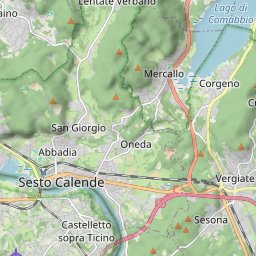 Lentate Verbano
Lago di
Comabbio
Mercallo
Corgeno
San Giorgio
Oneda
Abbadia
Sesto Calende
Vergiate
Castelletto
sopra Ticino
Sesona